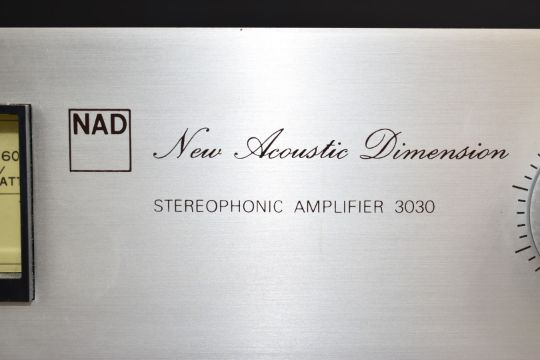 NAD
New Acoustic Dimension
STEREOPHONIC AMPLIFIER 3030
60